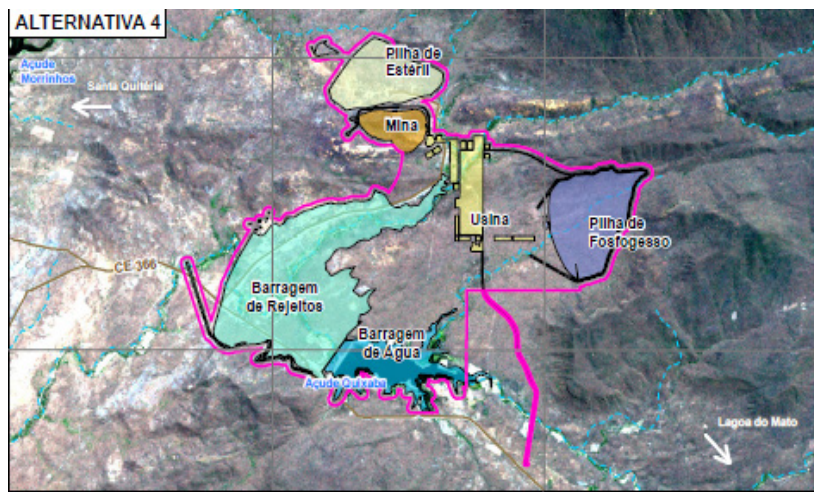 ALTERNATIVA 4
Pilha de
Estéril
Açude
Morrinhos
Santa Quitéria
Mina
Usina
Pilha de
Fosfogesso
CE 366
Barragem
de Rejeitos
Barragem
de Água
Açude Quixaba
Lagoa do Mato